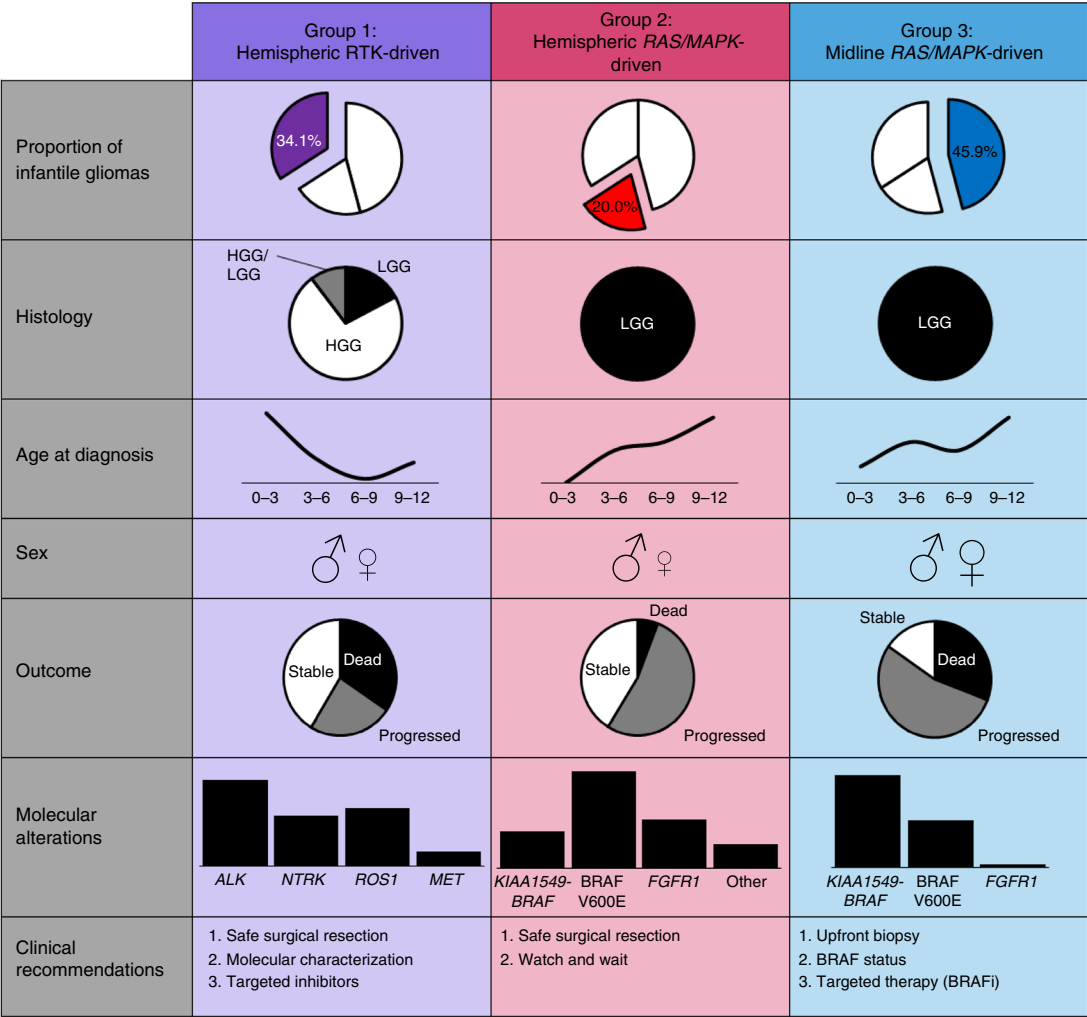 Group 1:
Hemispheric RTK-driven
Group 2:
Hemispheric RAS/MAPK-
driven
Group 3:
Midline RAS/MAPK-driven
Proportion of
infantile gliomas
34.1%
20.0%
45.9%
Histology
HGG/
LGG
LGG
HGG
LGG
LGG
Age at diagnosis
0–3 3–6 6–9 9–12
0–3 3–6 6–9 9–12
0–3 3–6 6–9 9–12
Sex
Outcome
Stable
Dead
Progressed
Dead
Stable
Progressed
Stable
Dead
Progressed
Molecular
alterations
ALK NTRK ROS1 MET
KIAA1549-
BRAF
BRAF
V600E
FGFR1
Other
KIAA1549-
BRAF
BRAF
V600E
FGFR1
Clinical
recommendations
1. Safe surgical resection
2. Molecular characterization
3. Targeted inhibitors
1. Safe surgical resection
2. Watch and wait
1. Upfront biopsy
2. BRAF status
3. Targeted therapy (BRAFi)